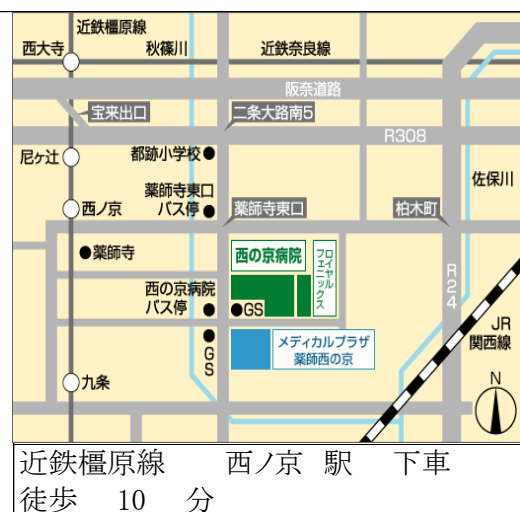 近鉄橿原線
西大寺
秋篠川
近鉄奈良線
阪奈道路
宝来出口
二条大路南5
R308
尼ヶ辻
都跡小学校
佐保川
薬師寺東口
バス停
西ノ京
薬師寺東口
柏木町
薬師寺
西の京病院
ロイヤル
フェニックス
R24
西の京病院
バス停
GS
GS
メディカルプラザ
薬師西の京
JR
関西線
九条
N
近鉄橿原線 西ノ京 駅 下車
徒歩 10 分